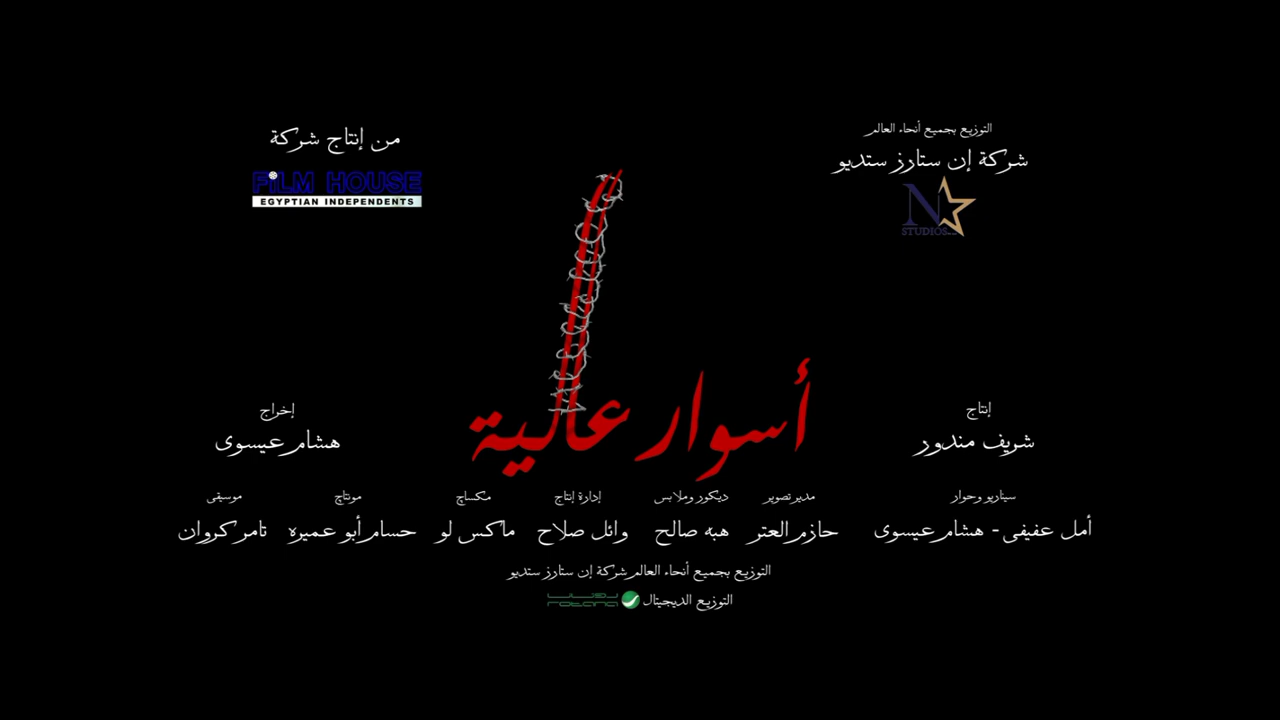 التوزيع بجميع أنحاء العالم
شركة إن ستارز ستديو
N
STUDIOS
من إنتاج شركة
FILM HOUSE
EGYPTIAN INDEPENDENTS
أسوار عالية
إنتاج
شريف مندور
إخراج
هشام عيسوى
سيناريو وحوار
أمل عفيفى - هشام عيسوى
مدير تصوير
حازم العتر
ديكور وملابس
هبه صالح
إدارة إنتاج
وائل صلاح
مكساج
ماكس لو
مونتاج
حسام أبو عميره
موسيقى
تامر كروان
التوزيع بجميع أنحاء العالم شركة إن ستارز ستديو
التوزيع الديجيتال روتانا rotana